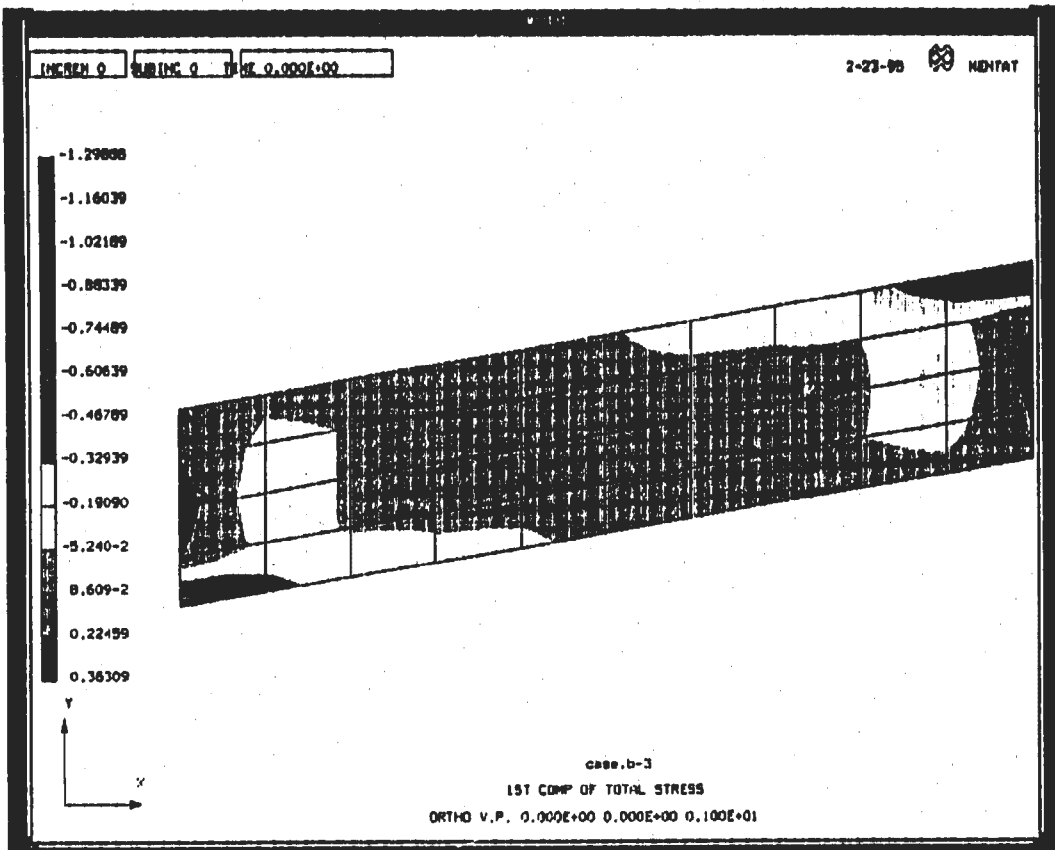 INCREM 0 SUBINC 0 TIME 0.000E+00
2-23-95 MENTAT
-1.29888
-1.16039
-1.02189
-0.88339
-0.74489
-0.60639
-0.46789
-0.32939
-0.19090
-5.240-2
8.609-2
0.22459
0.36309
Y
X
case.b-3
1ST COMP OF TOTAL STRESS
ORTHO V.P. 0.000E+00 0.000E+00 0.100E+01